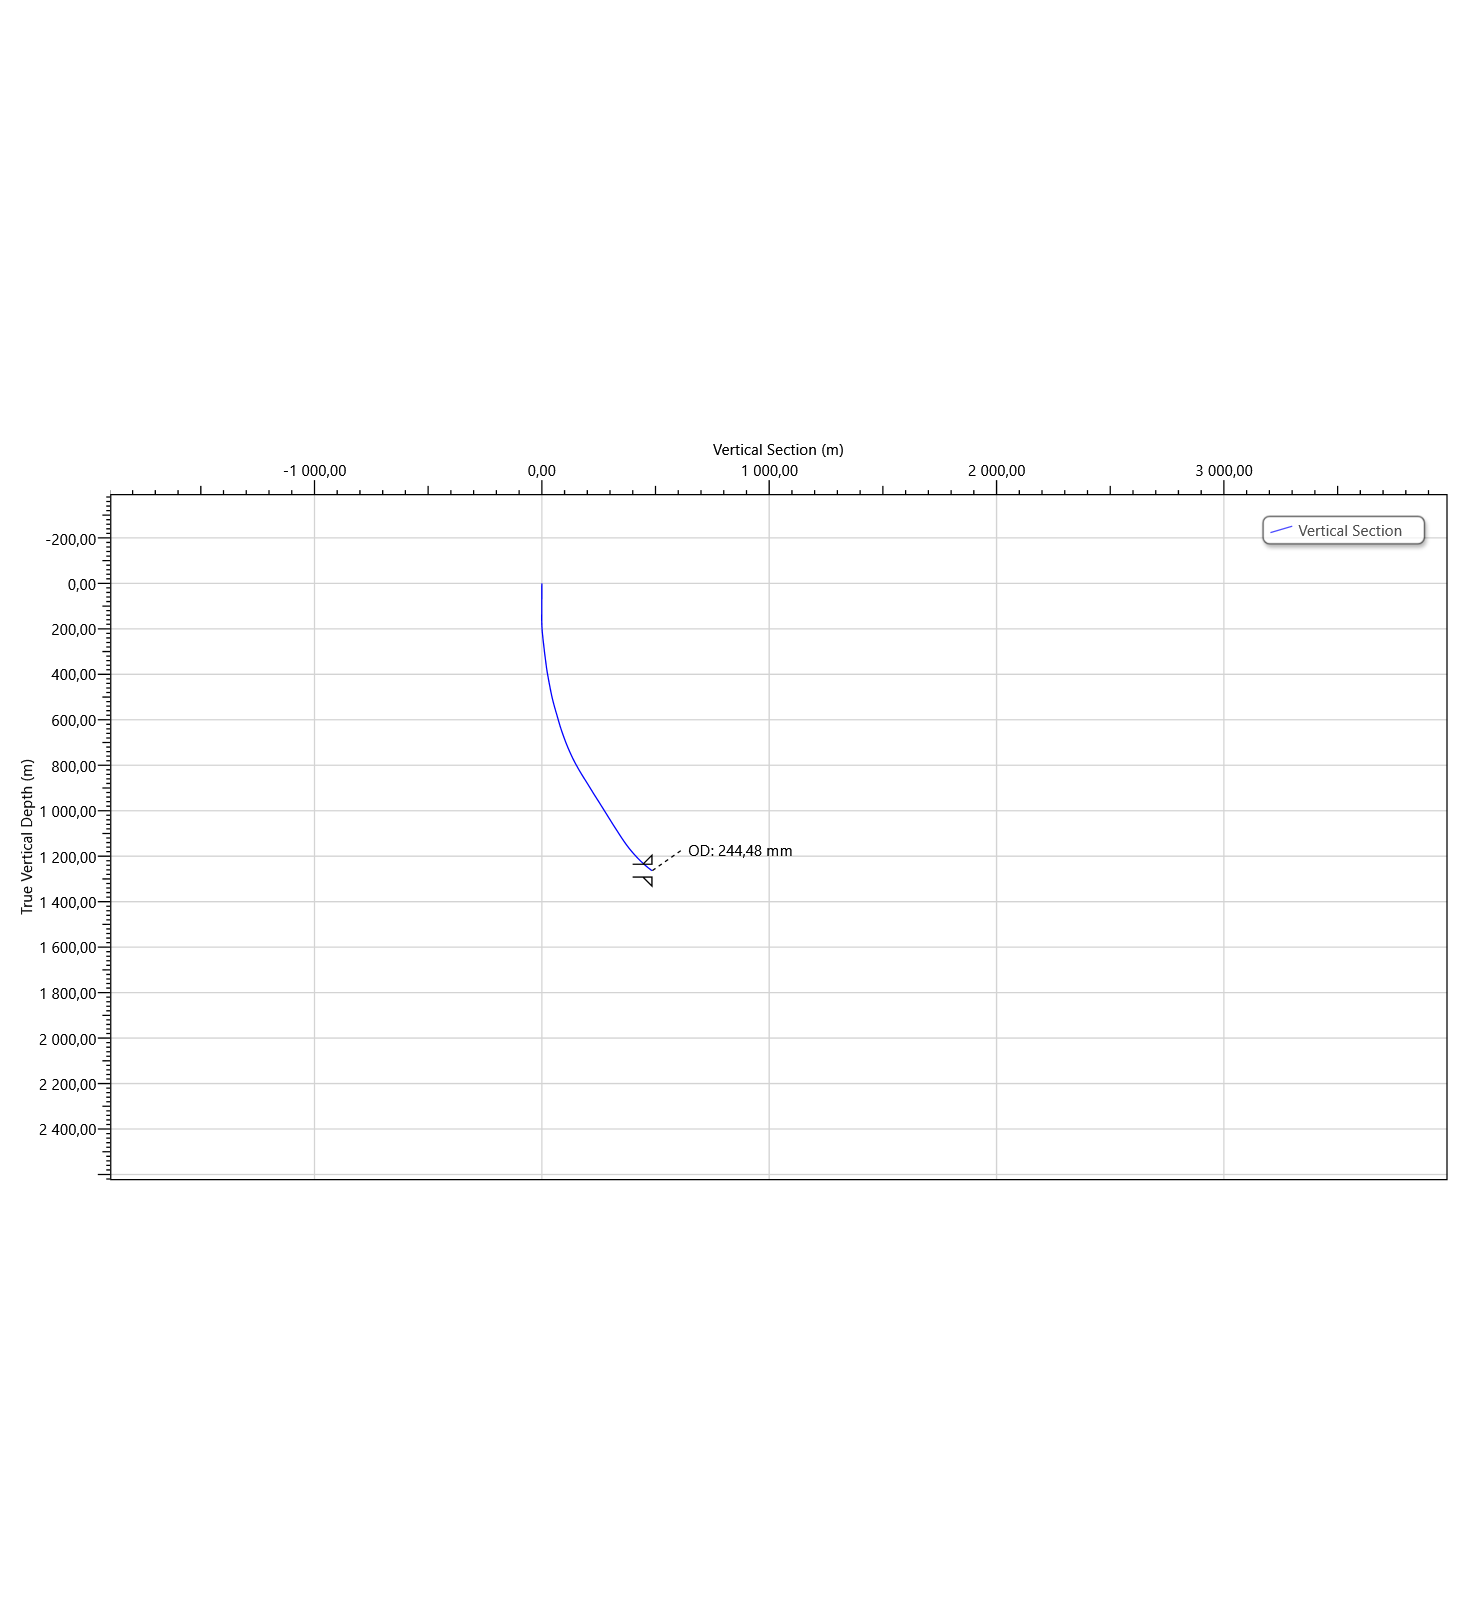 Vertical Section (m)
-1 000,00 0,00 1 000,00 2 000,00 3 000,00
Vertical Section
-200,00
0,00
200,00
400,00
600,00
800,00
1 000,00
1 200,00
1 400,00
1 600,00
1 800,00
2 000,00
2 200,00
2 400,00
True Vertical Depth (m)
OD: 244,48 mm